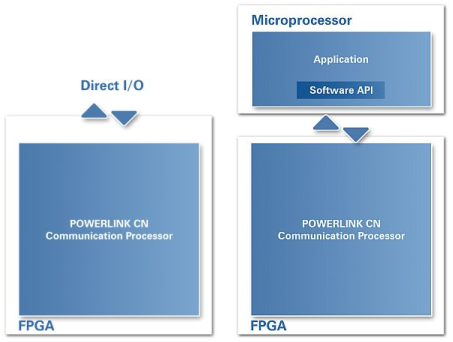 Direct I/O
POWERLINK CN
Communication Processor
FPGA
Microprocessor
Application
Software API
POWERLINK CN
Communication Processor
FPGA